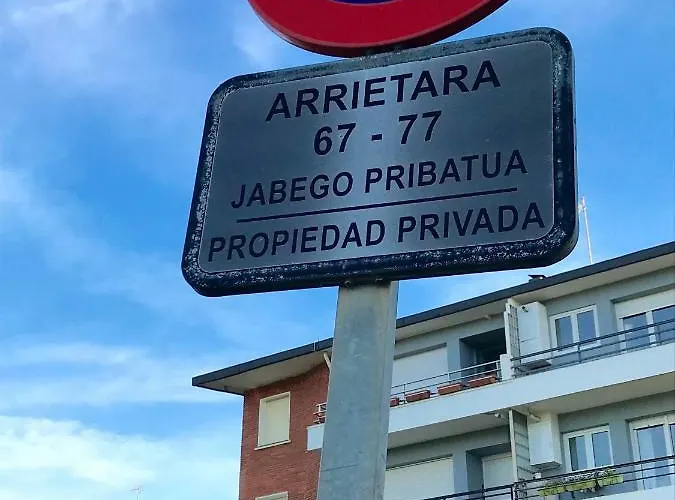 ARRIETARA
67 - 77
JABEGO PRIBATUA
PROPIEDAD PRIVADA